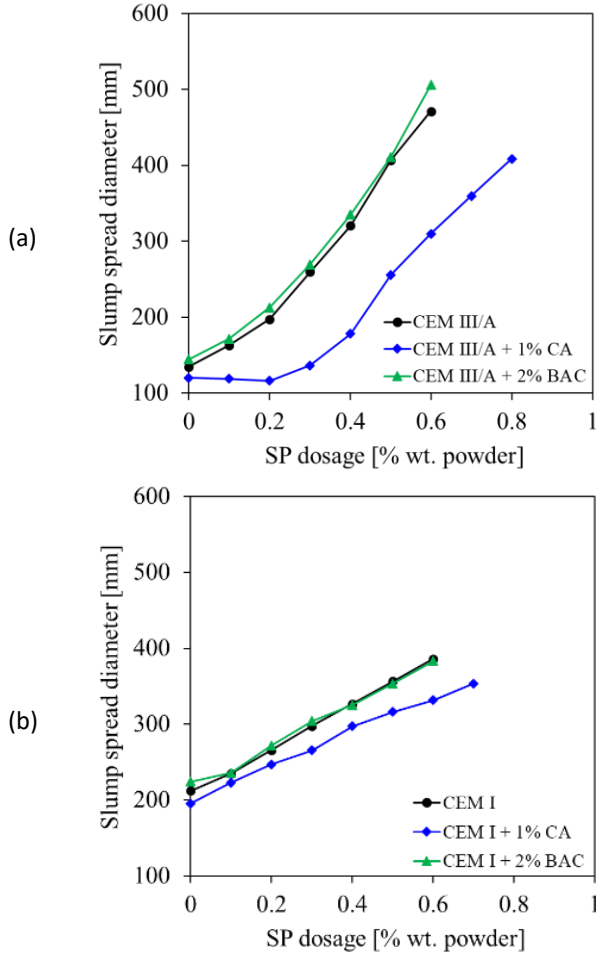 (a)
Slump spread diameter [mm]
600
500
400
300
200
100
0
0.2
0.4
0.6
0.8
1
SP dosage [% wt. powder]
CEM III/A
CEM III/A + 1% CA
CEM III/A + 2% BAC
(b)
Slump spread diameter [mm]
600
500
400
300
200
100
0
0.2
0.4
0.6
0.8
1
SP dosage [% wt. powder]
CEM I
CEM I + 1% CA
CEM I + 2% BAC